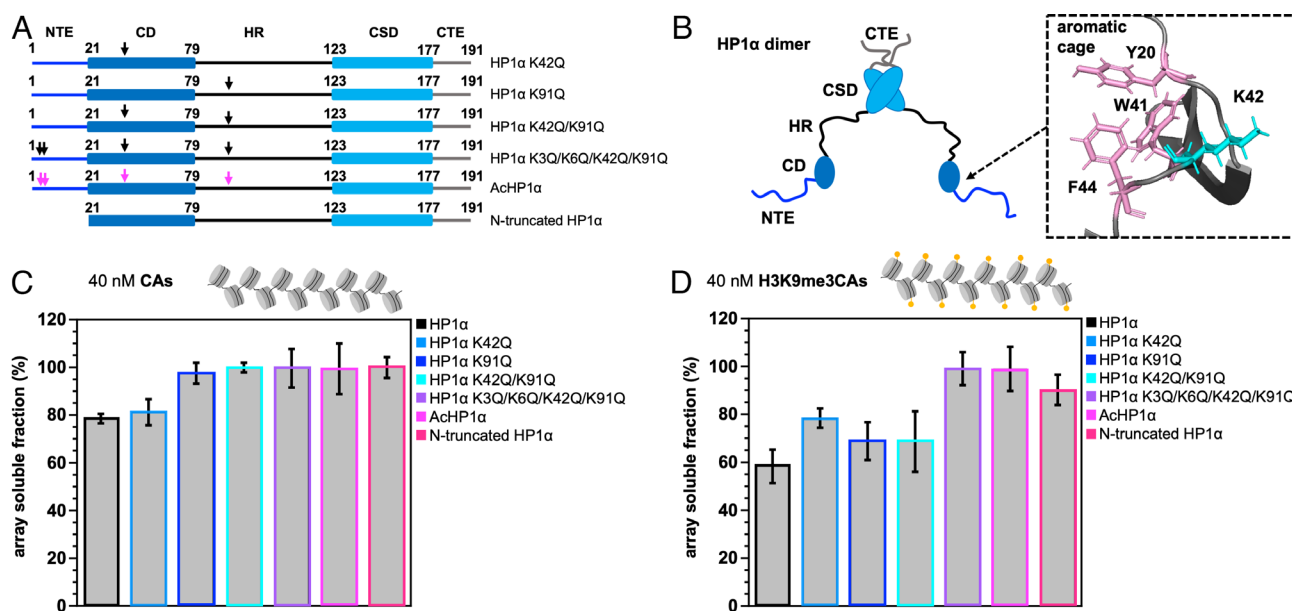 A
NTE CD HR CSD CTE
1 21 79 123 177 191
HP1α K42Q
1 21 79 123 177 191
HP1α K91Q
1 21 79 123 177 191
HP1α K42Q/K91Q
1 21 79 123 177 191
HP1α K3Q/K6Q/K42Q/K91Q
1 21 79 123 177 191
AcHP1α
21 79 123 177 191
N-truncated HP1α
B
HP1α dimer
CTE
CSD
HR
CD
NTE
aromatic
cage
Y20
W41
K42
F44
C
40 nM CAs
array soluble fraction (%)
120
100
80
60
40
20
0
HP1α
HP1α K42Q
HP1α K91Q
HP1α K42Q/K91Q
HP1α K3Q/K6Q/K42Q/K91Q
AcHP1α
N-truncated HP1α
D
40 nM H3K9me3CAs
array soluble fraction (%)
120
100
80
60
40
20
0
HP1α
HP1α K42Q
HP1α K91Q
HP1α K42Q/K91Q
HP1α K3Q/K6Q/K42Q/K91Q
AcHP1α
N-truncated HP1α